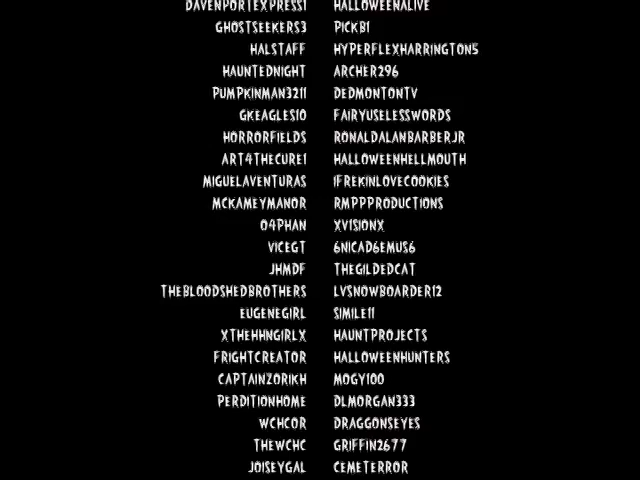 DAVENPORTEXPRESS1 HALLOWEENALIVE
GHOSTSEEKERS3 PICKB1
HALSTAFF HYPERFLEXHARRINGTON5
HAUNTEDNIGHT ARCHER296
PUMPKINMAN3211 DEDMONTONTV
GKEAGLES10 FAIRYUSELESSWORDS
HORRORFIELDS RONALDALANBARBERJR
ART4THECURE1 HALLOWEENHELLMOUTH
MIGUELAVENTURAS IFREKINLOVECOOKIES
MCKAMEYMANOR RMPPPRODUCTIONS
O4PHAN XVISIONX
VICEGT 6NICAD6EMUS6
JHMDF THEGILDEDCAT
THEBLOODSHEDBROTHERS LVSNOWBOARDER12
EUGENEGIRL SIMILE11
XTHEHHNGIRLX HAUNTPROJECTS
FRIGHTCREATOR HALLOWEENHUNTERS
CAPTAINZORIKH MOGY100
PERDITIONHOME DLMORGAN333
WCHCOR DRAGGONSEYES
THEWCHC GRIFFIN2677
JOISEYGAL CEMETERROR